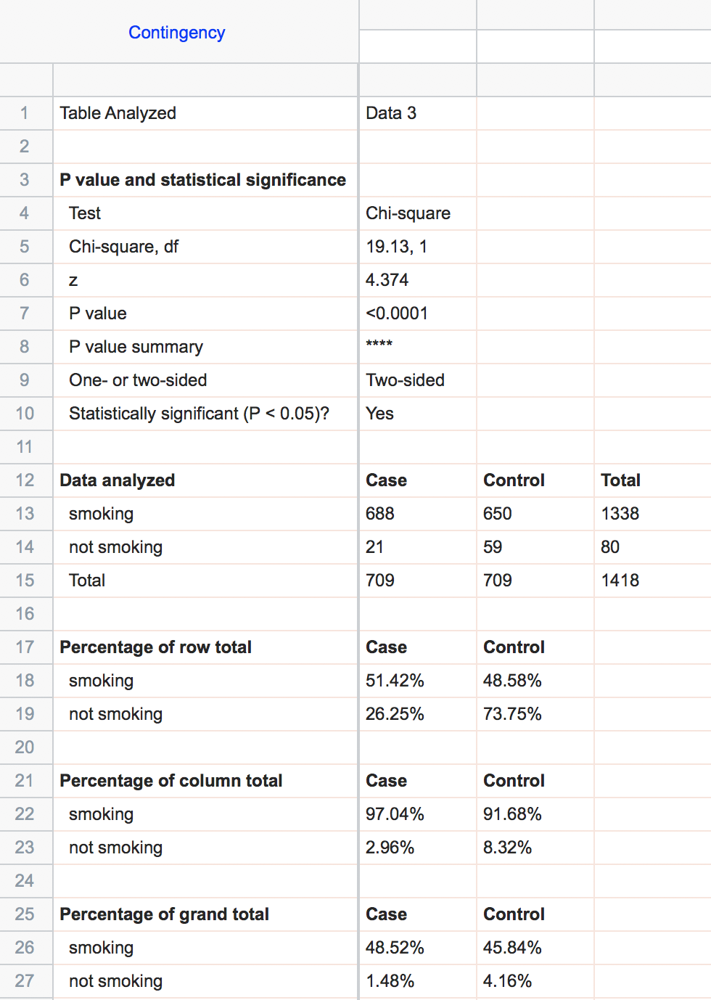 Contingency
1 Table Analyzed Data 3
2
3 P value and statistical significance
4 Test Chi-square
5 Chi-square, df 19.13, 1
6 z 4.374
7 P value <0.0001
8 P value summary ****
9 One- or two-sided Two-sided
10 Statistically significant (P < 0.05)? Yes
11
12 Data analyzed Case Control Total
13 smoking 688 650 1338
14 not smoking 21 59 80
15 Total 709 709 1418
16
17 Percentage of row total Case Control
18 smoking 51.42% 48.58%
19 not smoking 26.25% 73.75%
20
21 Percentage of column total Case Control
22 smoking 97.04% 91.68%
23 not smoking 2.96% 8.32%
24
25 Percentage of grand total Case Control
26 smoking 48.52% 45.84%
27 not smoking 1.48% 4.16%